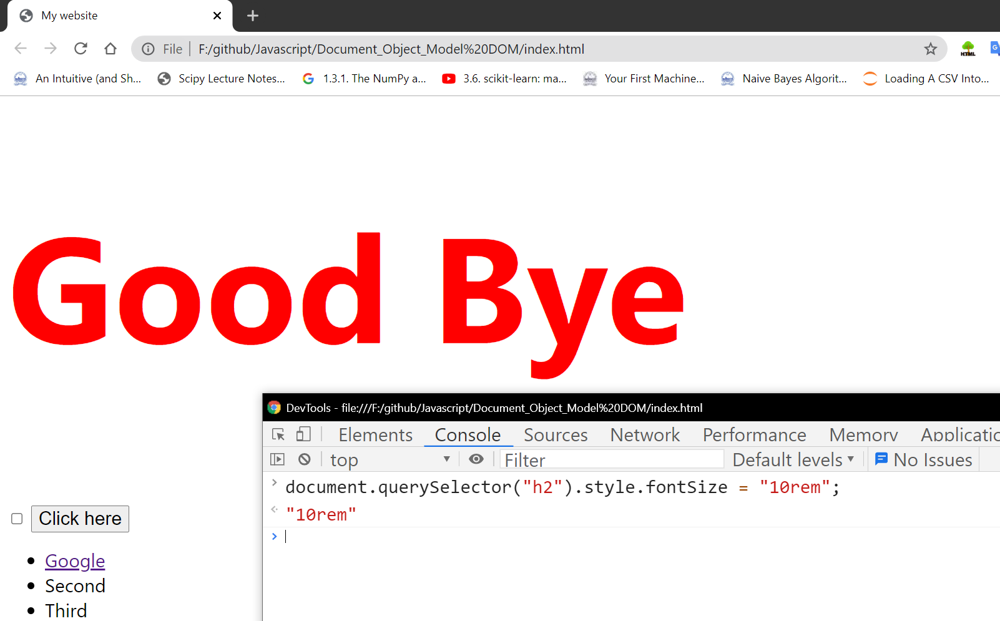 My website
File | F:/github/Javascript/Document_Object_Model%20DOM/index.html
HTML
G
An Intuitive (and Sh... Scipy Lecture Notes... 1.3.1. The NumPy a... 3.6. scikit-learn: ma... Your First Machine... Naive Bayes Algorit... Loading A CSV Into...
Good Bye
DevTools - file:///F:/github/Javascript/Document_Object_Model%20DOM/index.html
Elements Console Sources Network Performance Memory Applicatio
top Filter Default levels No Issues
document.querySelector("h2").style.fontSize = "10rem";
"10rem"
Click here
Google
Second
Third